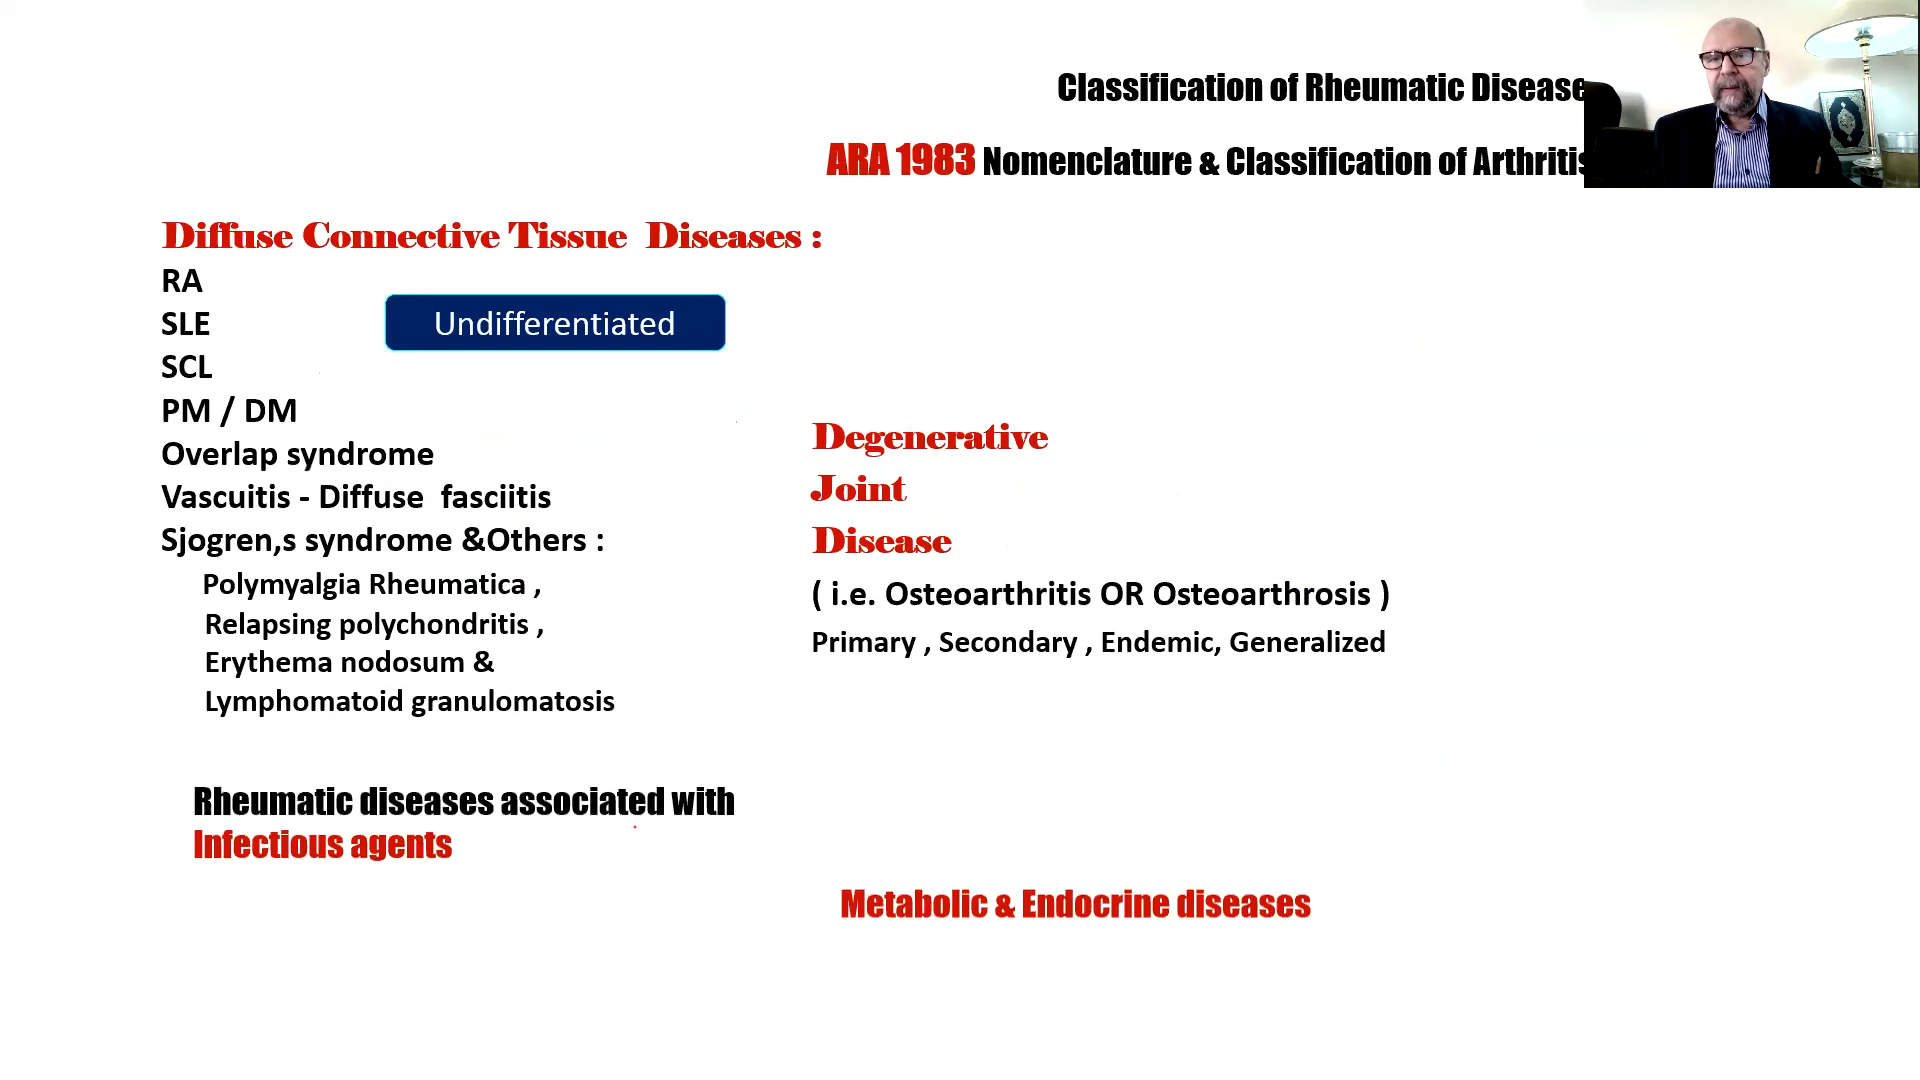 Classification of Rheumatic Disease
ARA 1983 Nomenclature & Classification of Arthritis
Diffuse Connective Tissue Diseases :
RA
SLE
Undifferentiated
SCL
PM / DM
Overlap syndrome
Vascuitis - Diffuse fasciitis
Sjogren,s syndrome &Others :
Polymyalgia Rheumatica ,
Relapsing polychondritis ,
Erythema nodosum &
Lymphomatoid granulomatosis
Degenerative
Joint
Disease
( i.e. Osteoarthritis OR Osteoarthrosis )
Primary , Secondary , Endemic, Generalized
Rheumatic diseases associated with
Infectious agents
Metabolic & Endocrine diseases